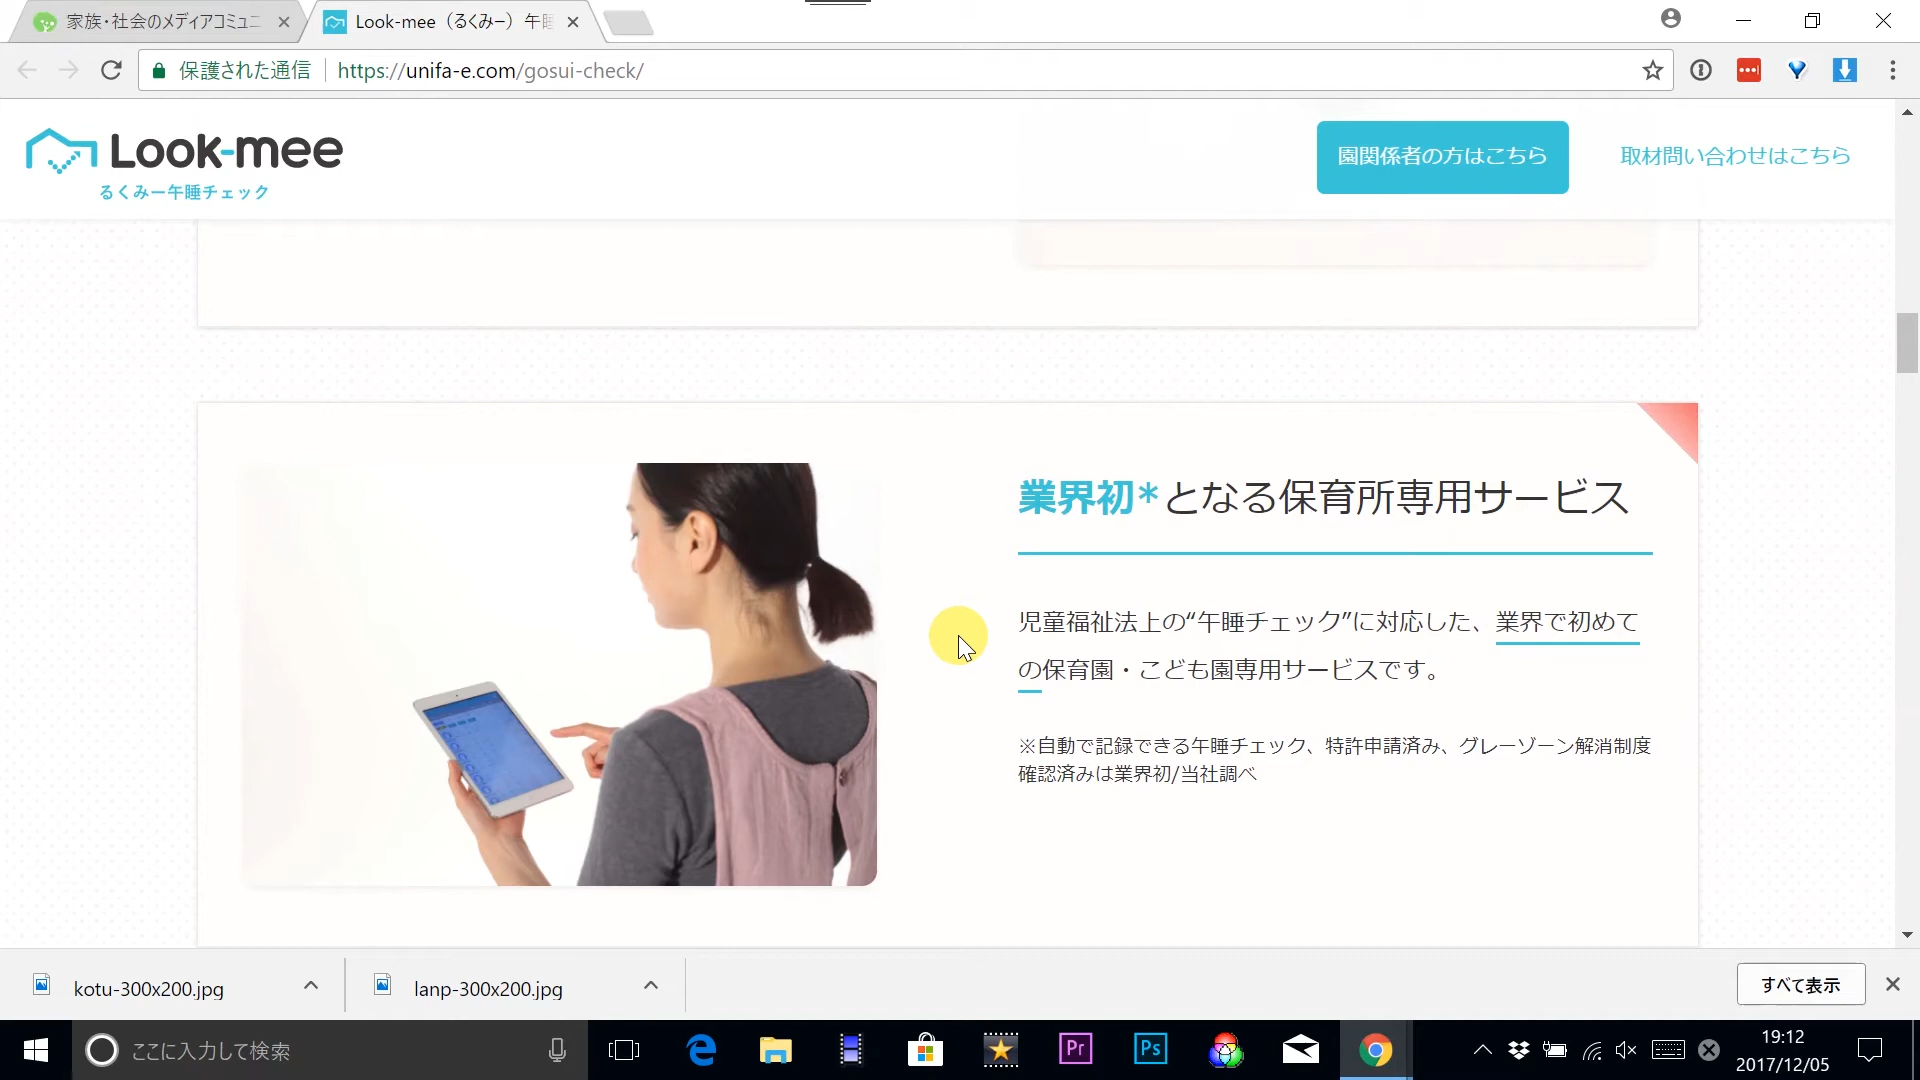 家族・社会のメディアコミュニ
Look-mee（るくみー）午睡
保護された通信
https://unifa-e.com/gosui-check/
Look-mee
るくみー午睡チェック
園関係者の方はこちら
取材問い合わせはこちら
業界初*となる保育所専用サービス
児童福祉法上の“午睡チェック”に対応した、業界で初めて
の保育園・こども園専用サービスです。
※自動で記録できる午睡チェック、特許申請済み、グレーゾーン解消制度
確認済みは業界初/当社調べ
kotu-300x200.jpg
lanp-300x200.jpg
すべて表示
ここに入力して検索
Pr
Ps
19:12
2017/12/05